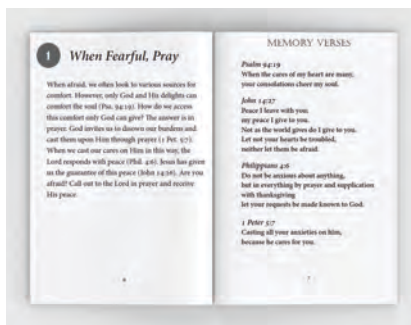 1 When Fearful, Pray
When afraid, we often look to various sources for
comfort. However, only God and His delights can
comfort the soul (Psa. 94:19). How do we access
this comfort only God can give? The answer is in
prayer. God invites us to disown our burdens and
cast them upon Him through prayer (1 Pet. 5:7).
When we cast our cares on Him in this way, the
Lord responds with peace (Phil. 4:6). Jesus has given
us the guarantee of this peace (John 14:26). Are you
afraid? Call out to the Lord in prayer and receive
His peace.
MEMORY VERSES
Psalm 94:19
When the cares of my heart are many,
your consolations cheer my soul.
John 14:27
Peace I leave with you;
my peace I give to you.
Not as the world gives do I give to you.
Let not your hearts be troubled,
neither let them be afraid.
Philippians 4:6
Do not be anxious about anything,
but in everything by prayer and supplication
with thanksgiving
let your requests be made known to God.
1 Peter 5:7
Casting all your anxieties on him,
because he cares for you.